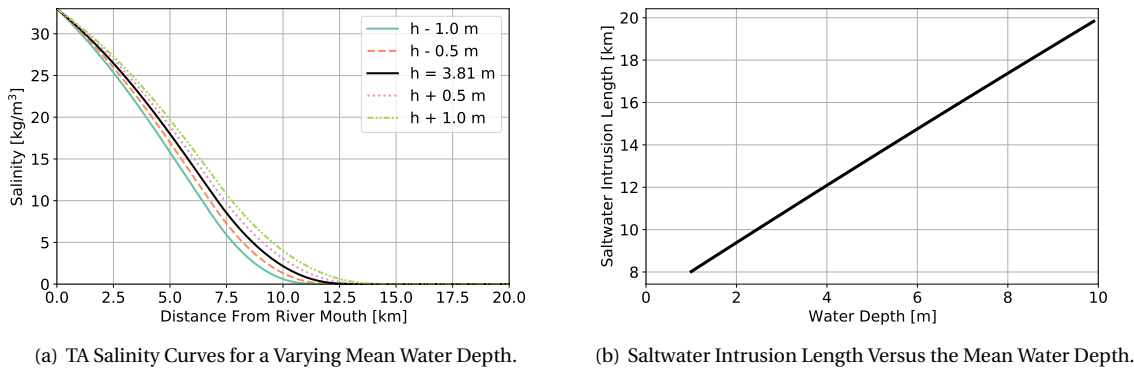 h - 1.0 m
h - 0.5 m
h = 3.81 m
h + 0.5 m
h + 1.0 m
Salinity [kg/m³]
30
25
20
15
10
5
0
0.0 2.5 5.0 7.5 10.0 12.5 15.0 17.5 20.0
Distance From River Mouth [km]
(a) TA Salinity Curves for a Varying Mean Water Depth.
Saltwater Intrusion Length [km]
20
18
16
14
12
10
8
0 2 4 6 8 10
Water Depth [m]
(b) Saltwater Intrusion Length Versus the Mean Water Depth.